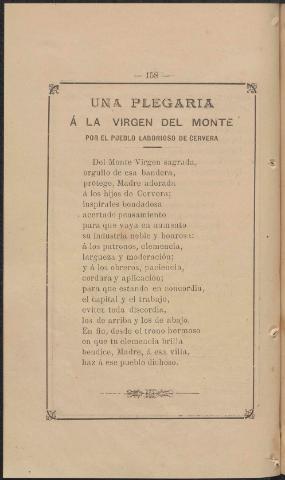 — 158 —
UNA PLEGARIA
Á LA VIRGEN DEL MONTE
POR EL PUEBLO LABORIOSO DE CERVERA
Del Monte Virgen sagrada,
orgullo de esa bandera,
protege, Madre adorada
á los hijos de Cervera;
inspírales bondadosa
acertado pensamiento
para que vaya en aumento
su industria noble y honrosa:
á los patronos, clemencia,
largueza y moderación;
y á los obreros, paciencia,
cordura y aplicación;
para que estando en concordia,
el capital y el trabajo,
eviten toda discordia,
los de arriba y los de abajo.
En fin, desde el trono hermoso
en que tu clemencia brilla
bendice, Madre, á esa villa,
haz á ese pueblo dichoso.